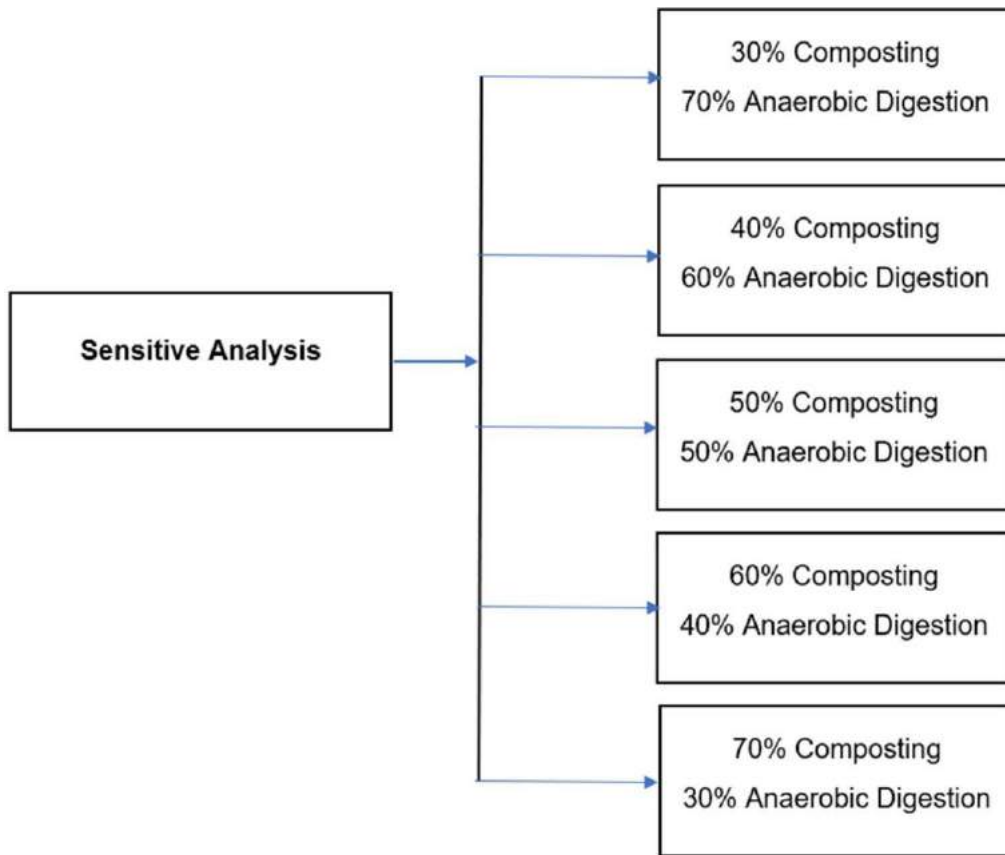 30% Composting
70% Anaerobic Digestion
40% Composting
60% Anaerobic Digestion
Sensitive Analysis
50% Composting
50% Anaerobic Digestion
60% Composting
40% Anaerobic Digestion
70% Composting
30% Anaerobic Digestion